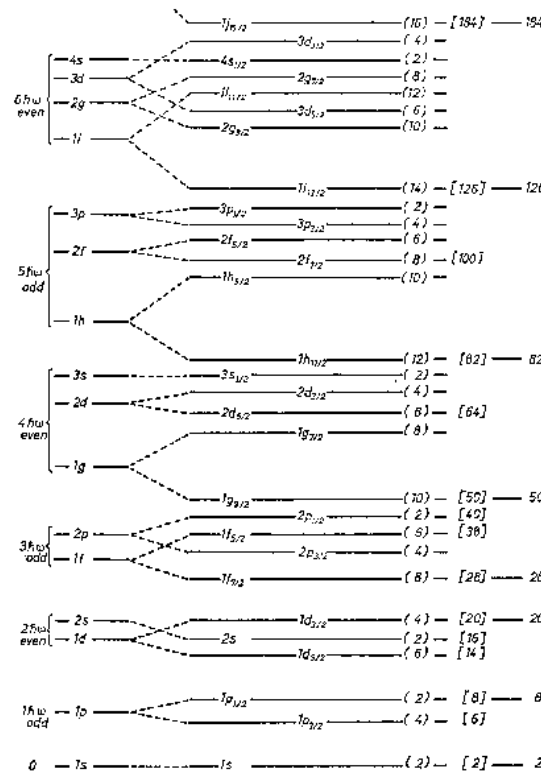 1j15/2 (16) [184] 184
3d3/2 (4)
4s 4s1/2 (2)
3d 2g7/2 (8)
6ħω even 1i11/2 (12)
2g 3d5/2 (6)
2g9/2 (10)
1i
1i13/2 (14) [126] 126
3p 3p1/2 (2)
3p3/2 (4)
2f 2f5/2 (6)
2f7/2 (8) [100]
5ħω odd 1h9/2 (10)
1h
1h11/2 (12) [82] 82
3s 3s1/2 (2)
2d 2d3/2 (4)
2d5/2 (6) [64]
4ħω even 1g7/2 (8)
1g
1g9/2 (10) [50] 50
2p1/2 (2) [40]
2p 1f5/2 (6) [38]
3ħω odd 2p3/2 (4)
1f
1f7/2 (8) [28] 28
2s 1d3/2 (4) [20] 20
2ħω even 1d 2s (2) [16]
1d5/2 (6) [14]
1p1/2 (2) [8] 8
1ħω odd 1p
1p3/2 (4) [6]
0 1s 1s (2) [2] 2